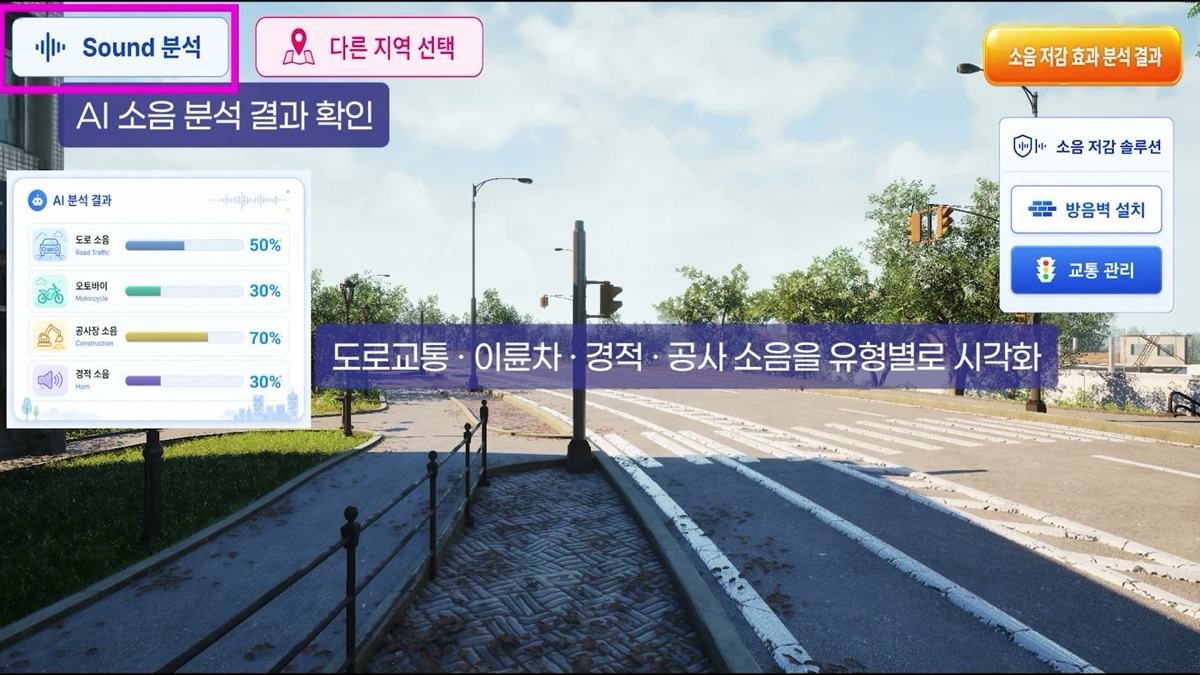 Sound 분석
다른 지역 선택
소음 저감 효과 분석 결과
AI 소음 분석 결과 확인
소음 저감 솔루션
방음벽 설치
교통 관리
AI 분석 결과
도로 소음
Road Traffic
50%
오토바이
Motorcycle
30%
공사장 소음
Construction
70%
경적 소음
Horn
30%
도로교통 · 이륜차 · 경적 · 공사 소음을 유형별로 시각화